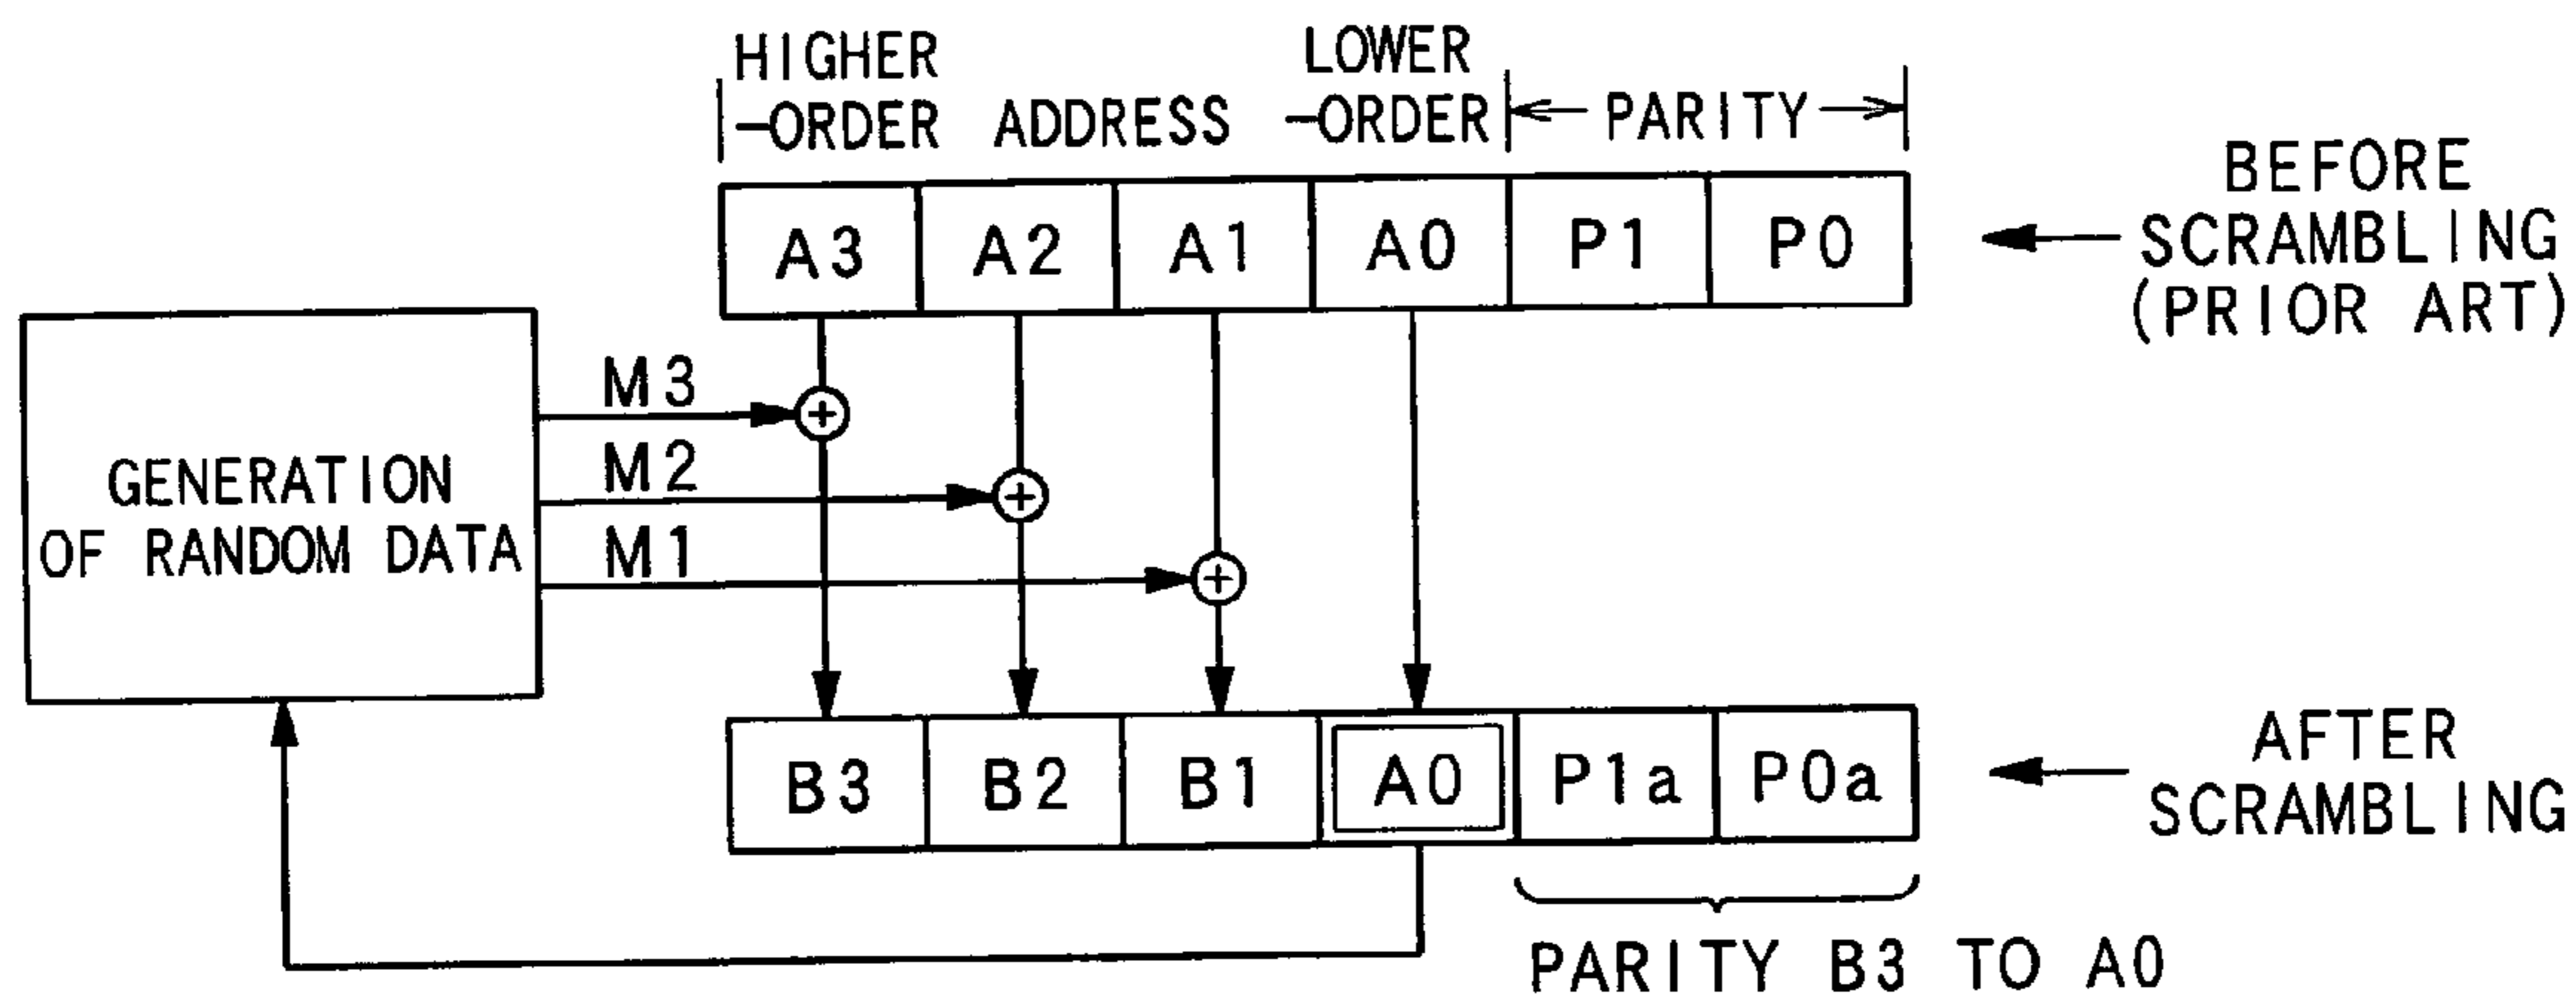 HIGHER
-ORDER
ADDRESS
LOWER
-ORDER
PARITY
A3 A2 A1 A0 P1 P0
BEFORE
SCRAMBLING
(PRIOR ART)
M3
M2
M1
GENERATION
OF RANDOM DATA
B3 B2 B1 A0 P1a P0a
AFTER
SCRAMBLING
PARITY B3 TO A0